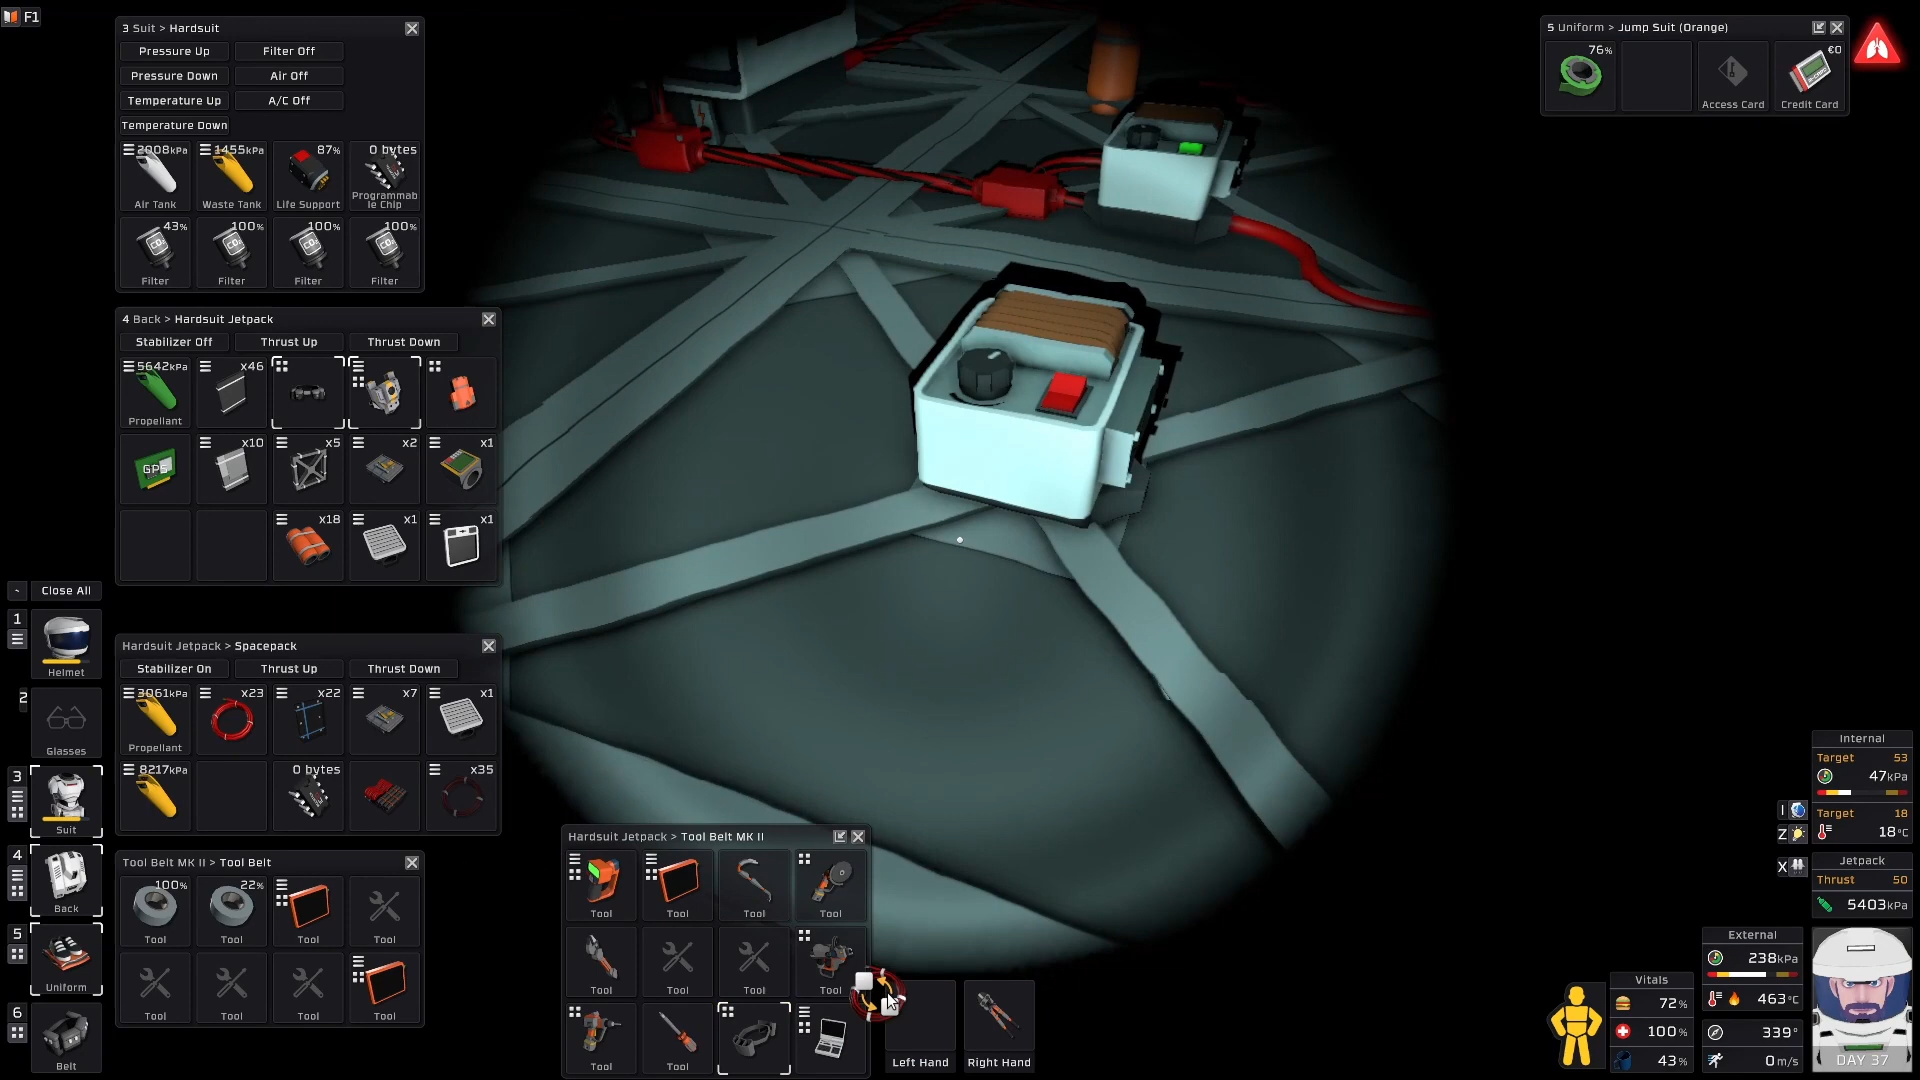 F1
3 Suit > Hardsuit
Pressure Up
Filter Off
Pressure Down
Air Off
Temperature Up
A/C Off
Temperature Down
2008kPa
1455kPa
87%
0 bytes
Air Tank
Waste Tank
Life Support
Programmab
le Chip
43%
100%
100%
100%
Filter
Filter
Filter
Filter
4 Back > Hardsuit Jetpack
Stabilizer Off
Thrust Up
Thrust Down
5642kPa
x46
Propellant
GPS
x10
x5
x2
x1
x18
x1
x1
~
Close All
1
Helmet
2
Glasses
3
Suit
4
Back
5
Uniform
6
Belt
Hardsuit Jetpack > Spacepack
Stabilizer On
Thrust Up
Thrust Down
3061kPa
x23
x22
x7
x1
Propellant
8217kPa
0 bytes
x35
Tool Belt MK II > Tool Belt
100%
22%
Tool
Tool
Tool
Tool
Tool
Tool
Tool
Tool
Hardsuit Jetpack > Tool Belt MK II
Tool
Tool
Tool
Tool
Tool
Tool
Tool
Tool
Tool
Tool
Left Hand
Right Hand
5 Uniform > Jump Suit (Orange)
76%
€0
Access Card
Credit Card
Internal
Target 53
47kPa
Target 18
18°C
I
Z
X
Jetpack
Thrust 50
5403kPa
External
238kPa
463°C
339°
0m/s
Vitals
72%
100%
43%
DAY 37